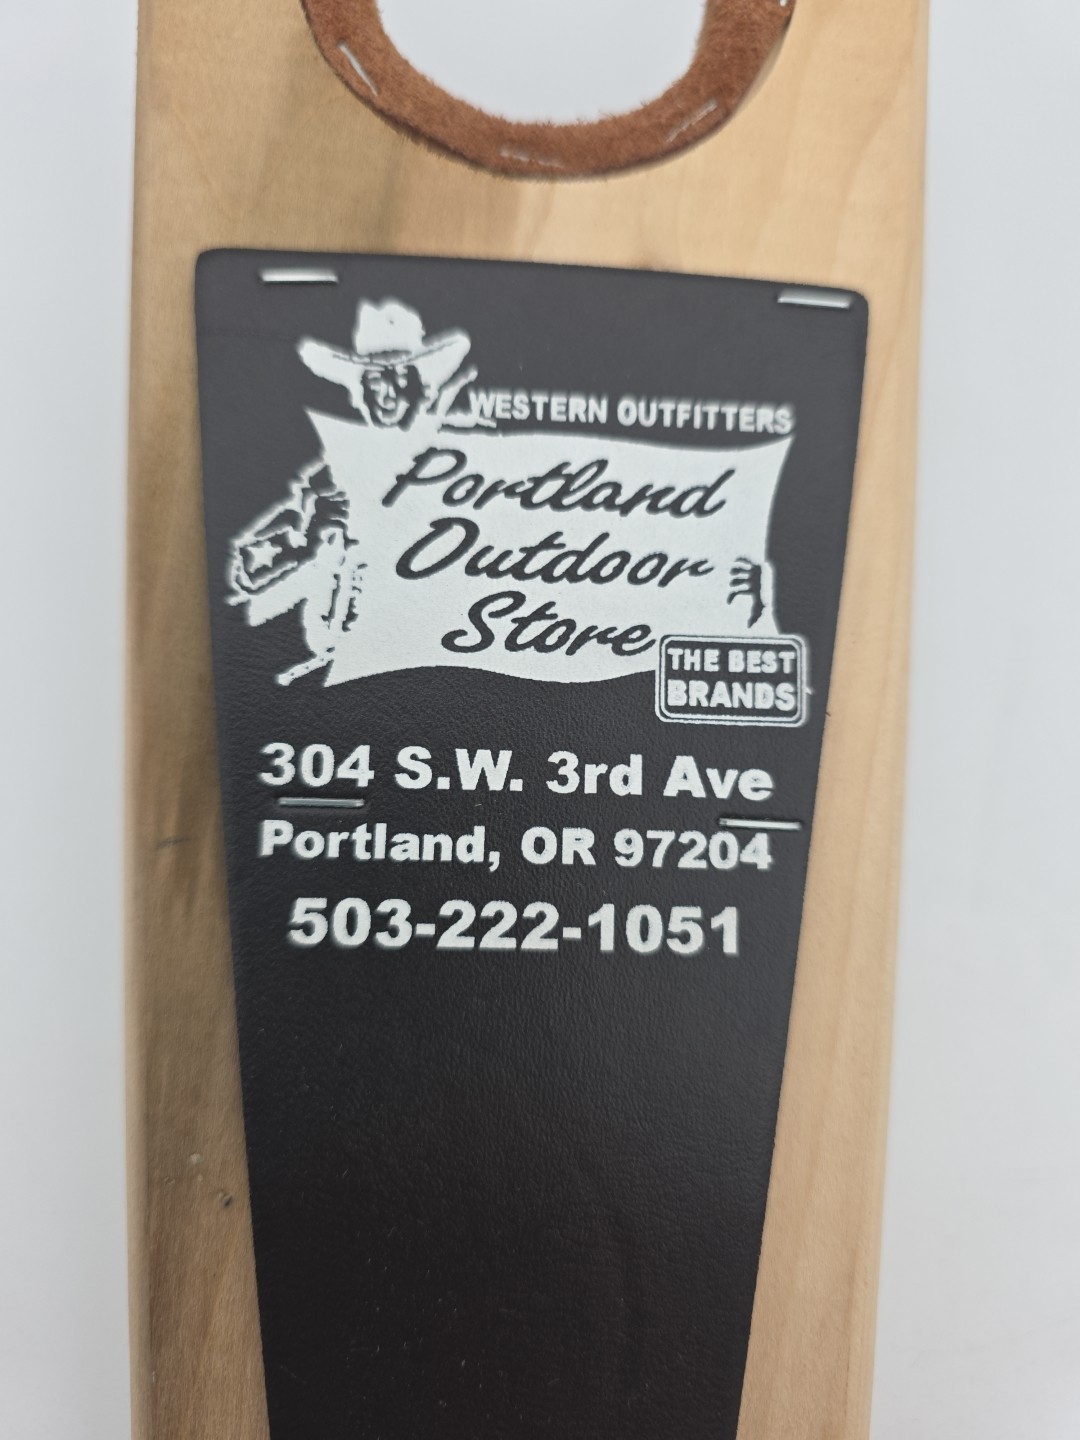 WESTERN OUTFITTERS
Portland
Outdoor
Store
THE BEST
BRANDS
304 S.W. 3rd Ave
Portland, OR 97204
503-222-1051